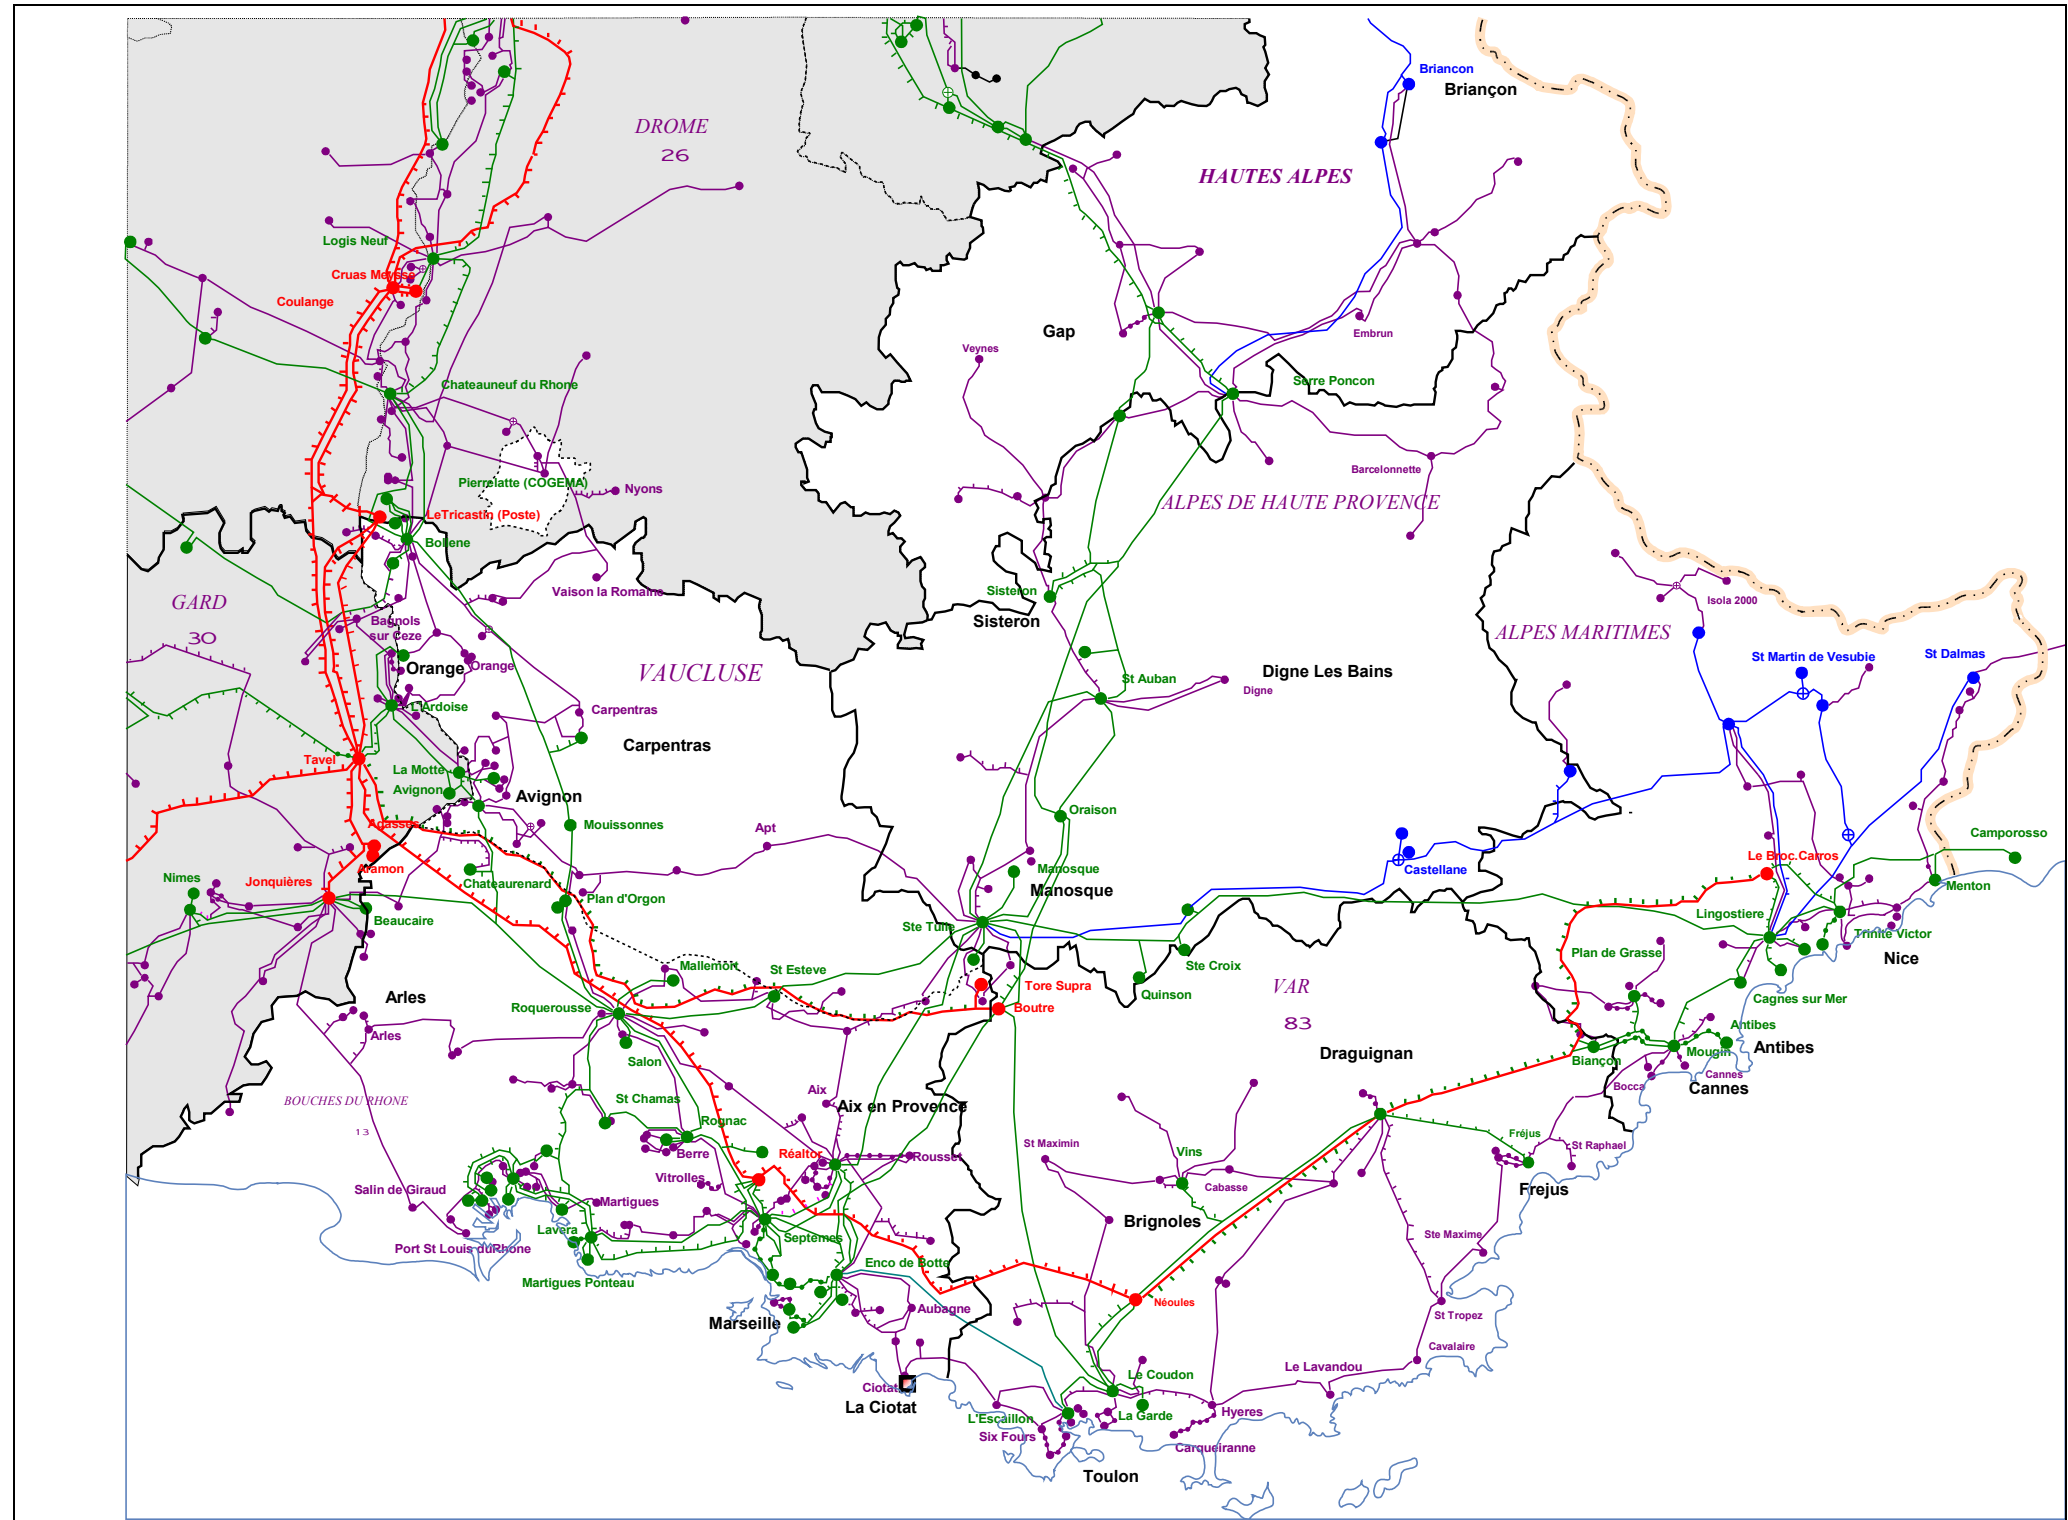 Briancon
Briançon
DROME
26
HAUTES ALPES
Logis Neuf
Cruas Meysse
Coulange
Gap
Embrun
Veynes
Chateauneuf du Rhone
Serre Poncon
Barcelonnette
Pierrelatte (COGEMA)
Nyons
ALPES DE HAUTE PROVENCE
LeTricastin (Poste)
Bollene
Sisteron
Vaison la Romaine
GARD
30
Isola 2000
Bagnols
sur Ceze
Sisteron
ALPES MARITIMES
Orange
Orange
VAUCLUSE
St Auban
Digne Les Bains
Digne
St Martin de Vesubie
St Dalmas
L'Ardoise
Carpentras
Carpentras
Tavel
La Motte
Avignon
Avignon
Oraison
Agasses
Mouissonnes
Apt
Camporosso
Aramon
Le Broc.Carros
Manosque
Castellane
Nimes
Jonquières
Chateaurenard
Manosque
Menton
Plan d'Orgon
Beaucaire
Ste Tulle
Lingostiere
Trinite Victor
Plan de Grasse
Nice
Mallemort
St Esteve
Ste Croix
Tore Supra
VAR
83
Quinson
Arles
Roquerousse
Boutre
Cagnes sur Mer
Arles
Antibes
Antibes
Draguignan
Biançon
Mougin
Salon
Cannes
Bocca
Cannes
Aix
BOUCHES DU RHONE
13
St Chamas
Aix en Provence
Rognac
Fréjus
St Raphael
St Maximin
Vins
Berre
Réaltor
Rousset
Vitrolles
Cabasse
Salin de Giraud
Frejus
Martigues
Brignoles
Lavera
Septemes
Ste Maxime
Port St Louis duRhone
Enco de Botte
Martigues Ponteau
Néoules
Aubagne
St Tropez
Marseille
Cavalaire
Le Lavandou
Le Coudon
Ciotat
La Ciotat
L'Escaillon
La Garde
Hyeres
Six Fours
Carqueiranne
Toulon